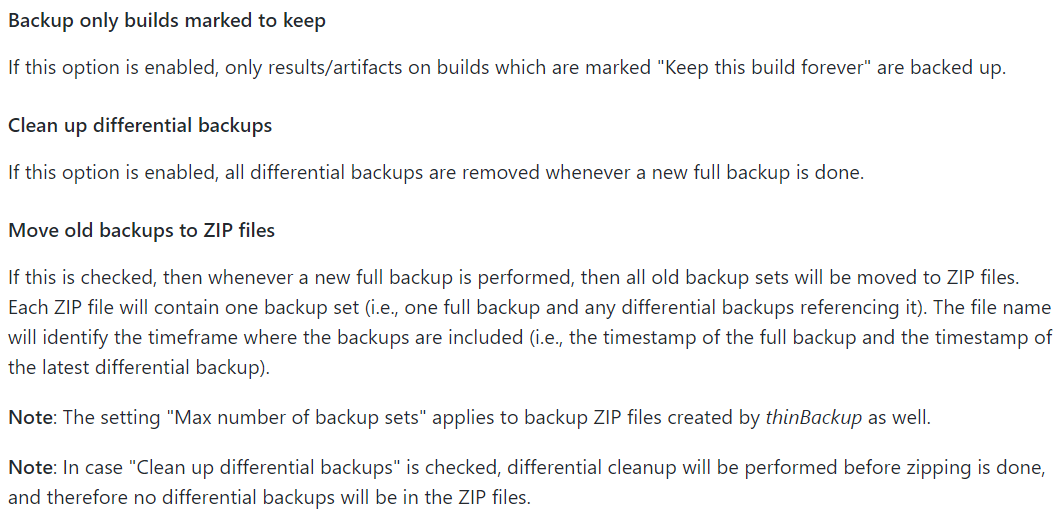 Backup only builds marked to keep
If this option is enabled, only results/artifacts on builds which are marked "Keep this build forever" are backed up.
Clean up differential backups
If this option is enabled, all differential backups are removed whenever a new full backup is done.
Move old backups to ZIP files
If this is checked, then whenever a new full backup is performed, then all old backup sets will be moved to ZIP files.
Each ZIP file will contain one backup set (i.e., one full backup and any differential backups referencing it). The file name
will identify the timeframe where the backups are included (i.e., the timestamp of the full backup and the timestamp of
the latest differential backup).
Note: The setting "Max number of backup sets" applies to backup ZIP files created by thinBackup as well.
Note: In case "Clean up differential backups" is checked, differential cleanup will be performed before zipping is done,
and therefore no differential backups will be in the ZIP files.